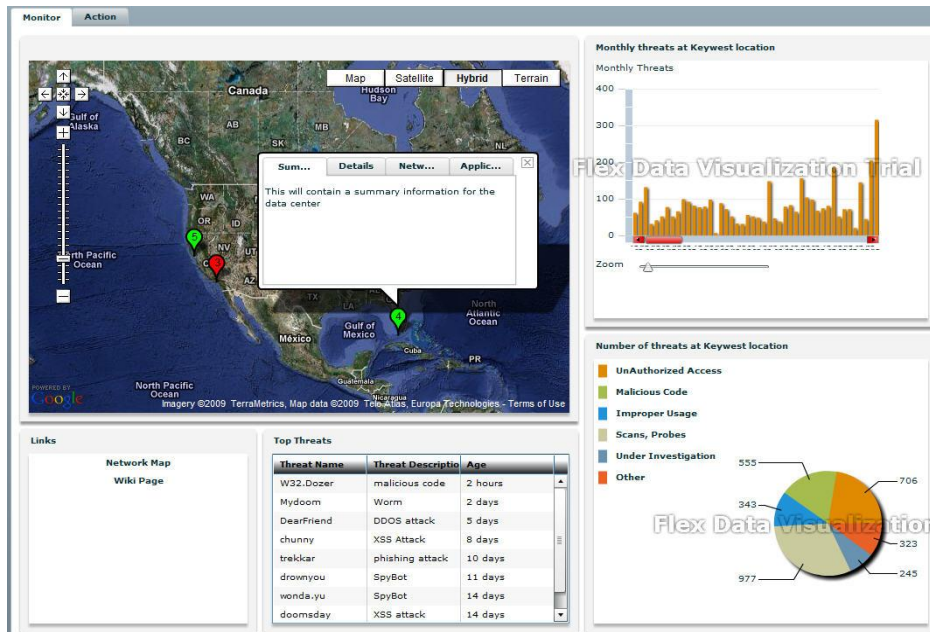 Monitor
Action
Map
Satellite
Hybrid
Terrain
Canada
Hudson
Bay
Gulf of
Alaska
BC
AB
SK
MB
NL
WA
OR
ID
NV
UT
AZ
TX
LA
5
3
4
rth Pacific
Ocean
Sum...
Details
Netw...
Applic...
This will contain a summary information for the
data center
North
Atlantic
Ocean
Gulf of
Mexico
México
Cuba
PR
Guatemala
Nicaragua
North Pacific
Ocean
POWERED BY
Google
Imagery ©2009 TerraMetrics, Map data ©2009 Tele Atlas, Europa Technologies - Terms of Use
Monthly threats at Keywest location
Monthly Threats
400
300
200
100
0
Flex Data Visualization Trial
Zoom
Number of threats at Keywest location
UnAuthorized Access
Malicious Code
Improper Usage
Scans, Probes
Under Investigation
Other
555
706
343
323
245
977
Flex Data Visualization
Links
Network Map
Wiki Page
Top Threats
Threat Name Threat Descriptio Age
W32.Dozer malicious code 2 hours
Mydoom Worm 2 days
DearFriend DDOS attack 5 days
chunny XSS Attack 8 days
trekkar phishing attack 10 days
drownyou SpyBot 11 days
wonda.yu SpyBot 14 days
doomsday XSS attack 14 days